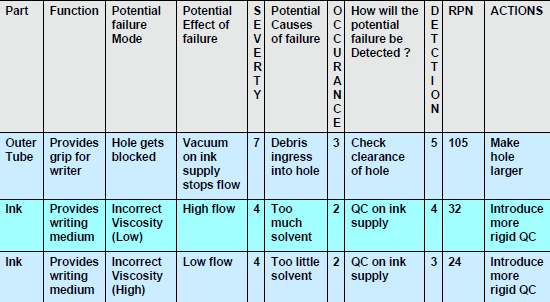 Part
Function
Potential
failure
Mode
Potential
Effect of
failure
SEVERTY
Potential
Causes
of failure
OCCURANCE
How will the
potential
failure be
Detected ?
DETCTION
RPN
ACTIONS
Outer
Tube
Provides
grip for
writer
Hole gets
blocked
Vacuum
on ink
supply
stops flow
7
Debris
ingress
into hole
3
Check
clearance
of hole
5
105
Make
hole
larger
Ink
Provides
writing
medium
Incorrect
Viscosity
(Low)
High flow
4
Too
much
solvent
2
QC on ink
supply
4
32
Introduce
more
rigid QC
Ink
Provides
writing
medium
Incorrect
Viscosity
(High)
Low flow
4
Too little
solvent
2
QC on ink
supply
3
24
Introduce
more
rigid QC